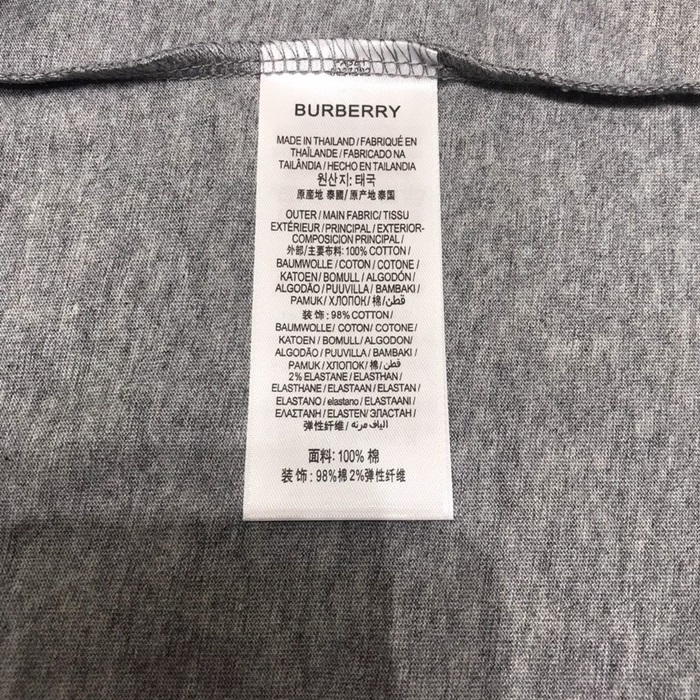 BURBERRY
MADE IN THAILAND / FABRIQUÉ EN
THAÏLANDE / FABRICADO NA
TAILÂNDIA / HECHO EN TAILANDIA
원산지: 태국
原産地 泰國/ 原产地 泰国
OUTER / MAIN FABRIC/ TISSU
EXTÉRIEUR / PRINCIPAL / EXTERIOR-
COMPOSICION PRINCIPAL /
外部/主要布料: 100% COTTON /
BAUMWOLLE / COTON / COTONE /
KATOEN / BOMULL / ALGODÓN /
ALGODÃO / PUUVILLA / BAMBAKI /
PAMUK / ХЛОПОК/ 棉/ قطن/
装 饰 : 98% COTTON /
BAUMWOLLE/ COTON/ COTONE/
KATOEN / BOMULL/ ALGODON/
ALGODÃO / PUUVILLA / BAMBAKI /
PAMUK / ХЛОПОК/ 棉/ قطن/
2% ELASTANE / ELASTHAN /
ELASTHANE / ELASTAAN / ELASTAN /
ELASTANO / elastano / ELASTAANI /
ΕΛΑΣΤΑΝΗ / ELASTEN/ ЭЛАСТАН /
弹性纤维/ الياف مرنه /
面料: 100% 棉
装 饰 : 98%棉 2%弹性纤维